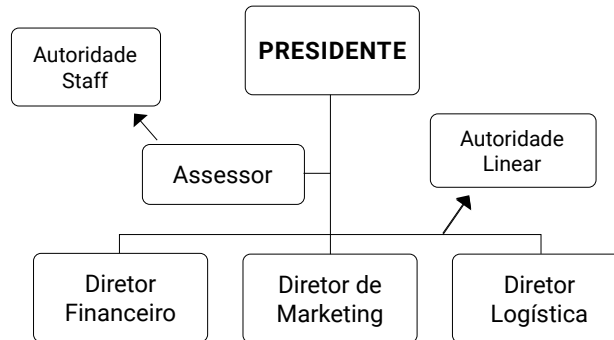 Autoridade
Staff
PRESIDENTE
Assessor
Autoridade
Linear
Diretor
Financeiro
Diretor de
Marketing
Diretor
Logística